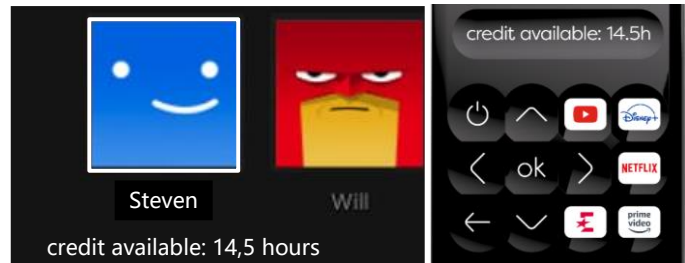 Steven
Will
credit available: 14,5 hours
credit available: 14.5h
Disney+
ok
NETFLIX
prime video